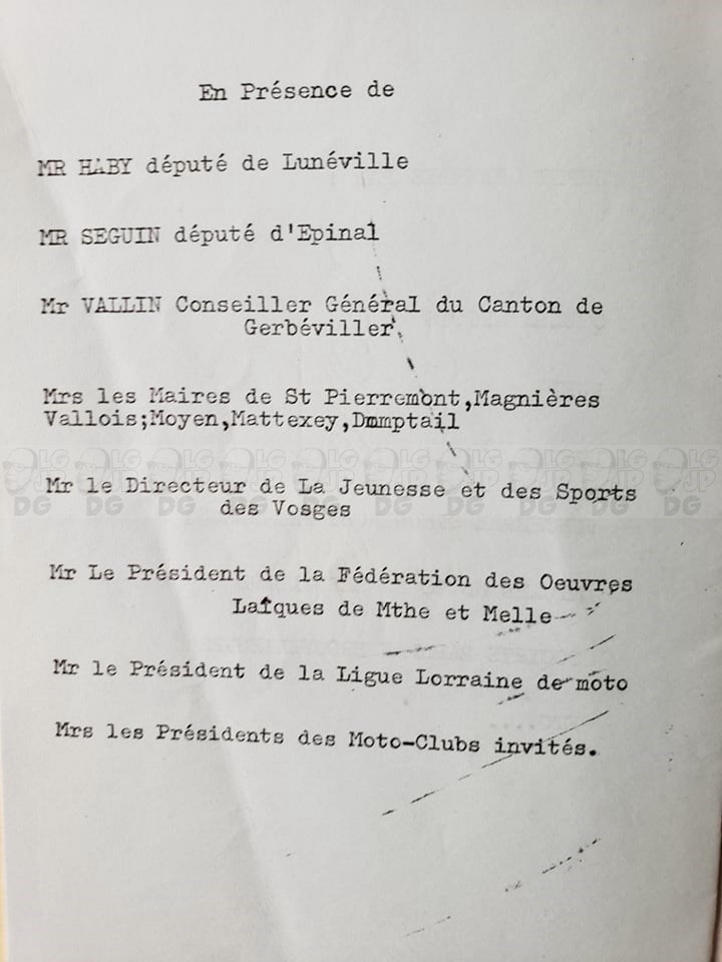 En Présence de
MR HABY député de Lunéville
MR SEGUIN député d'Epinal
Mr VALLIN Conseiller Général du Canton de
Gerbéviller.
Mrs les Maires de St Pierremont,Magnières
Vallois;Moyen,Mattexey,Dmmptail
Mr le Directeur de La Jeunesse et des Sports
des Vosges
Mr Le Président de la Fédération des Oeuvres
Laîques de Mthe et Melle
Mr le Président de la Ligue Lorraine de moto
Mrs les Présidents des Moto-Clubs invités.